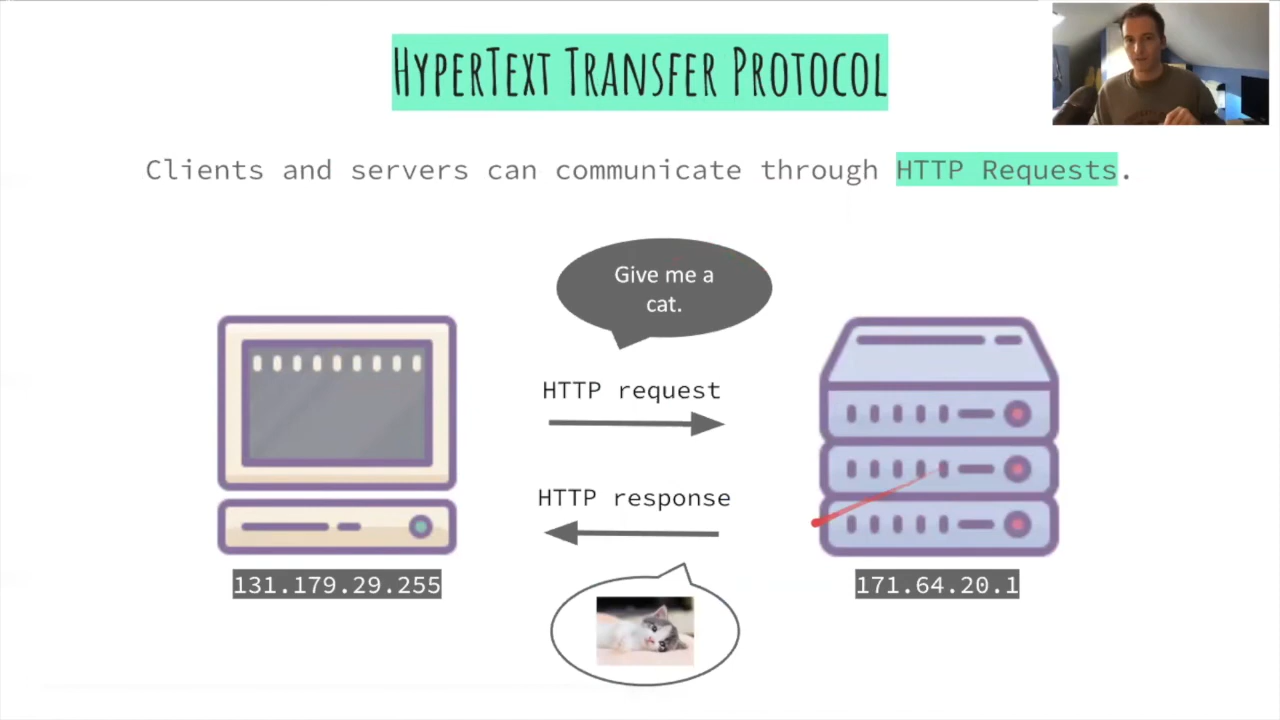 HyperText Transfer Protocol
Clients and servers can communicate through HTTP Requests.
Give me a
cat.
HTTP request
HTTP response
131.179.29.255
171.64.20.1